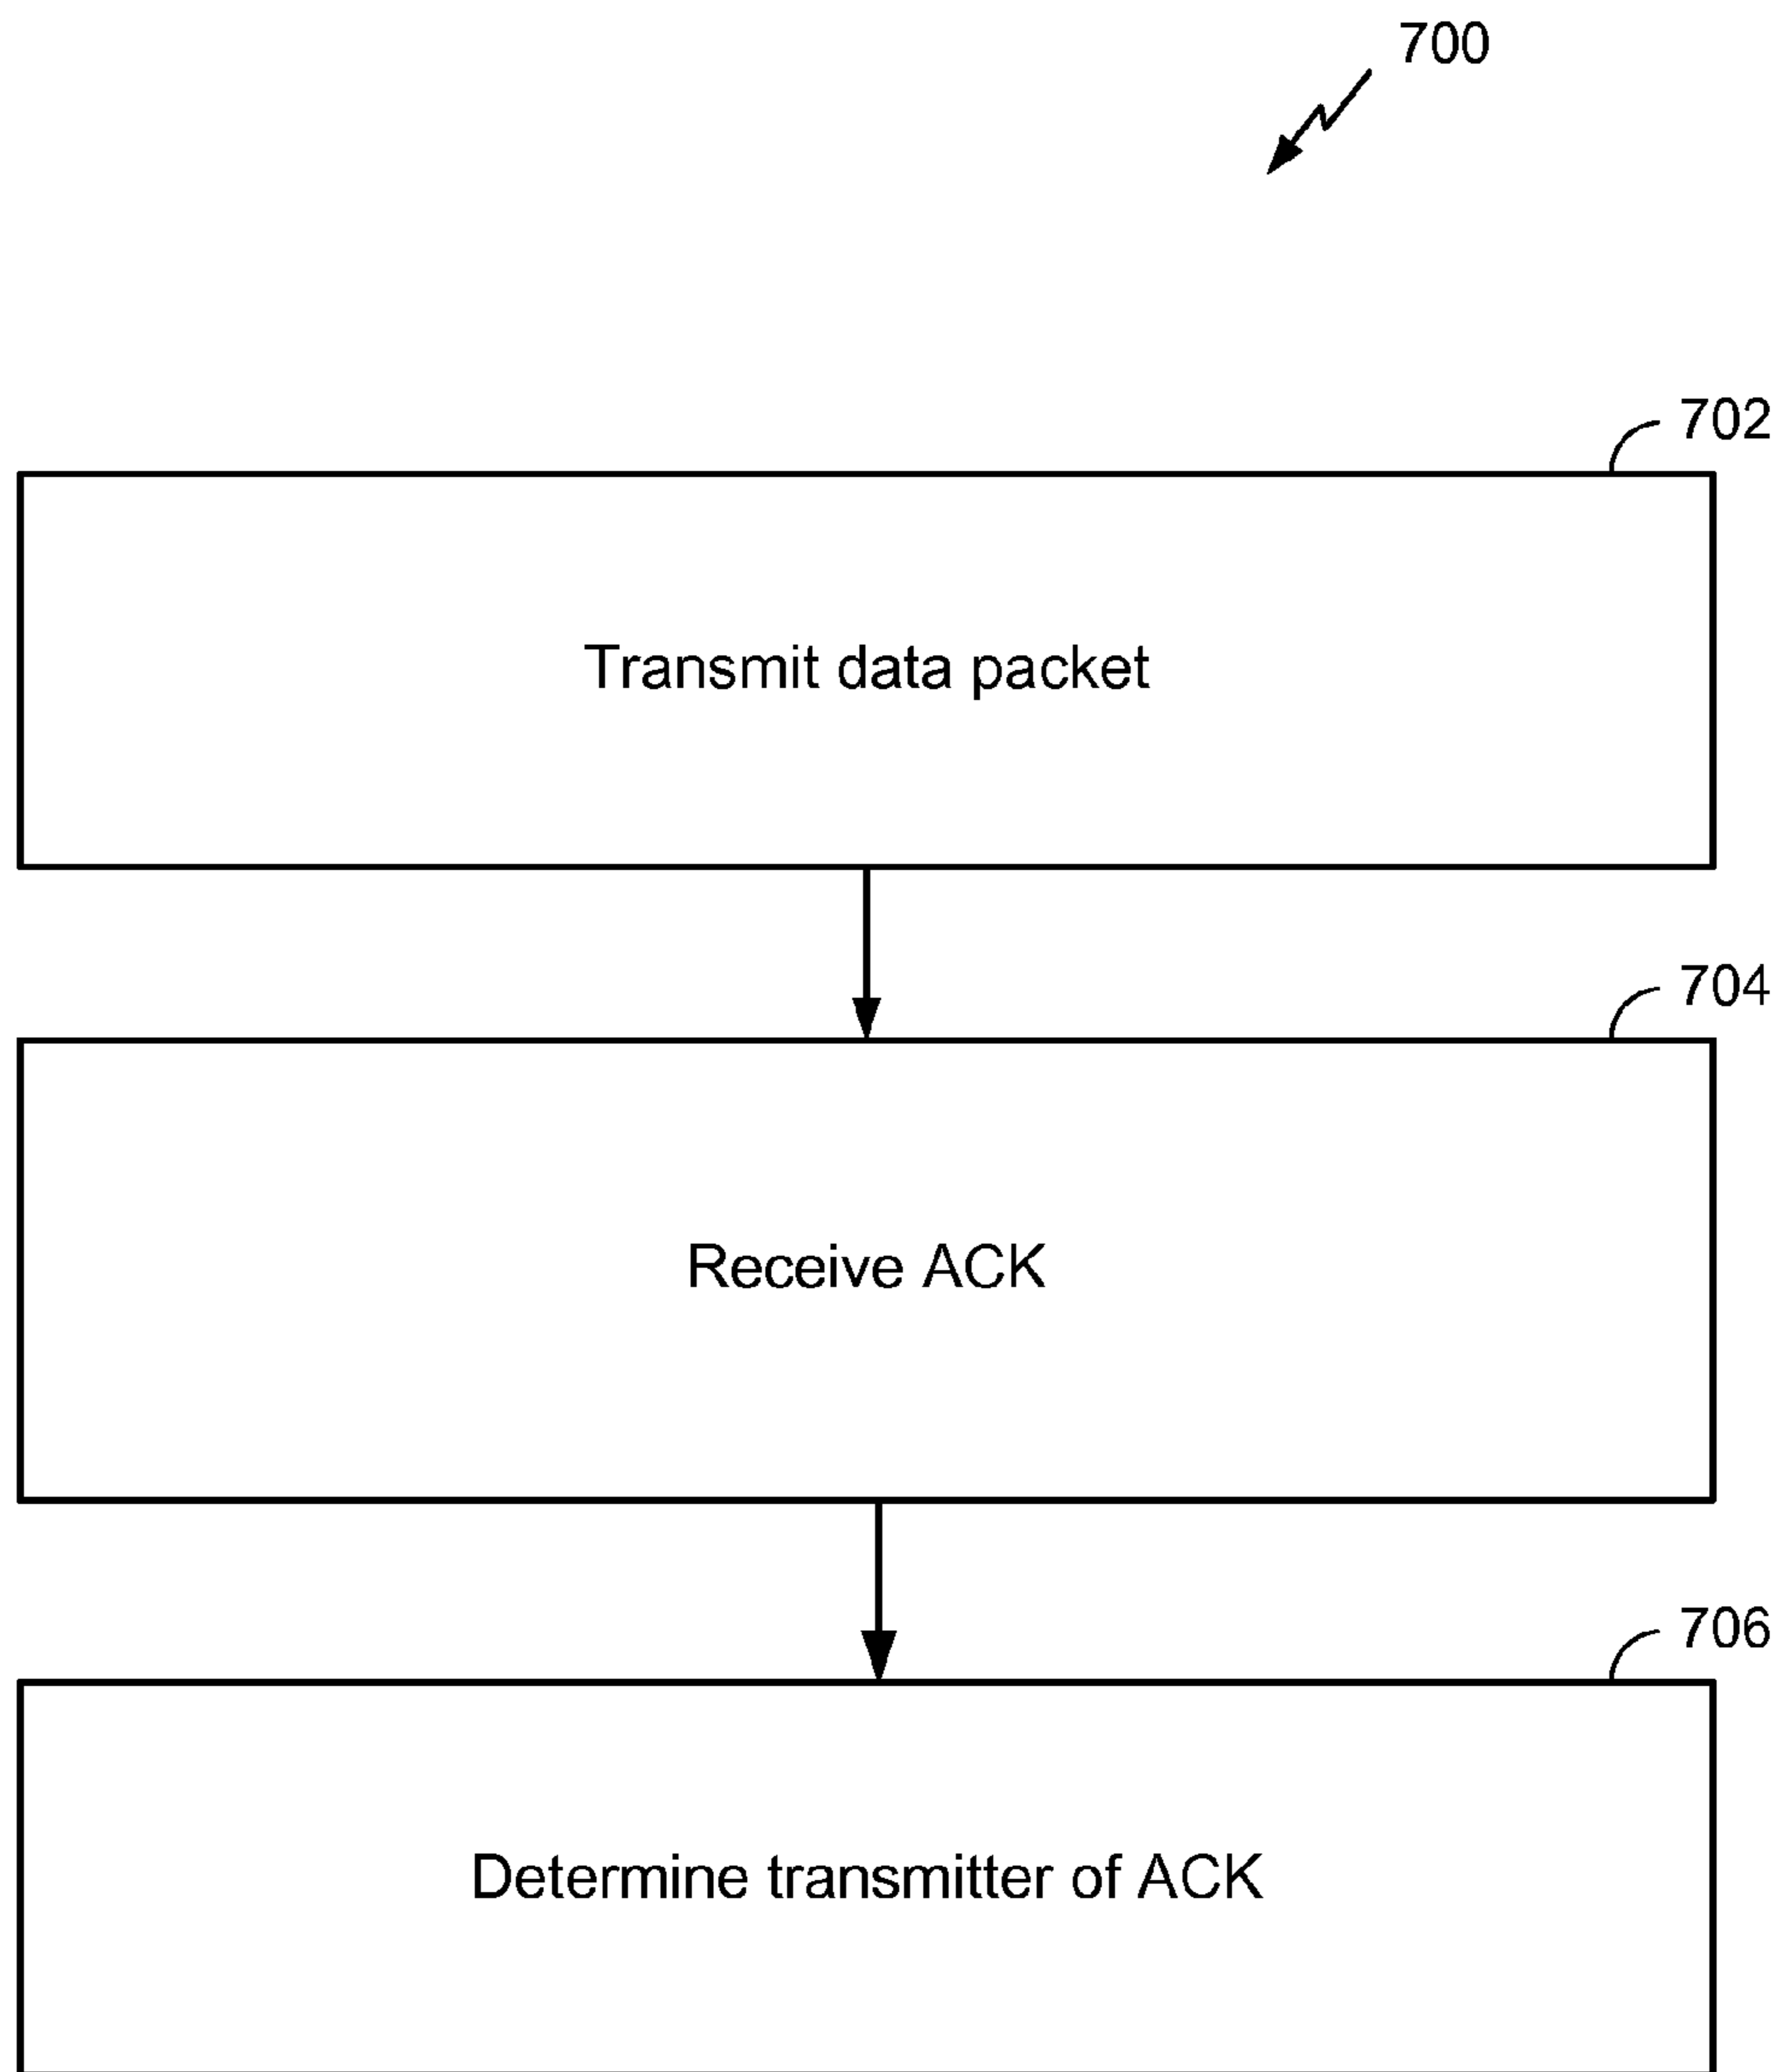 700
702
Transmit data packet
704
Receive ACK
706
Determine transmitter of ACK